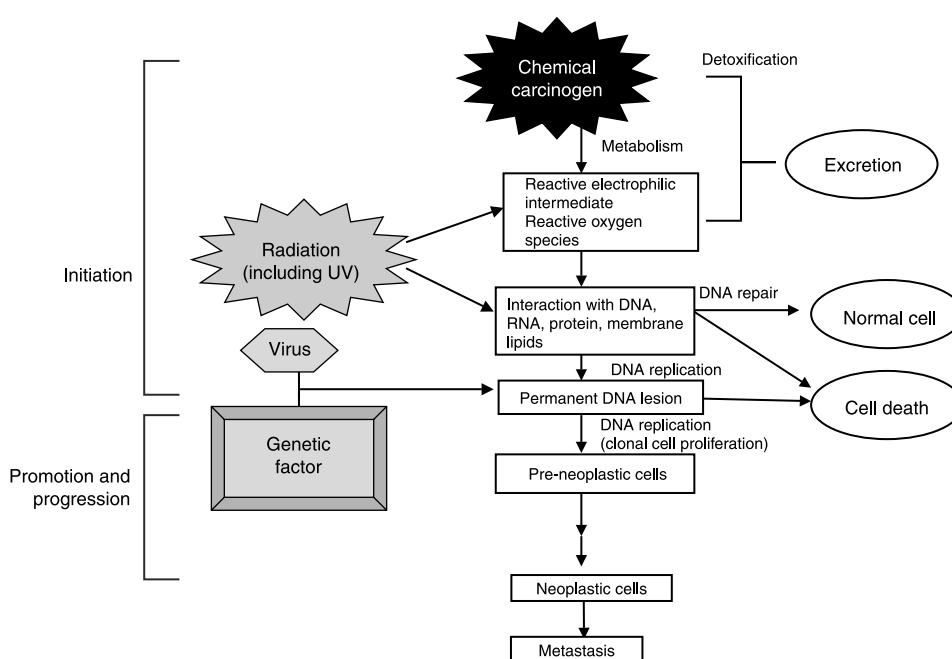 Chemical
carcinogen
Detoxification
Metabolism
Excretion
Reactive electrophilic
intermediate
Reactive oxygen
species
Radiation
(including UV)
Initiation
Interaction with DNA,
RNA, protein, membrane
lipids
DNA repair
Normal cell
Virus
DNA replication
Permanent DNA lesion
Cell death
DNA replication
(clonal cell proliferation)
Genetic
factor
Pre-neoplastic cells
Promotion and
progression
Neoplastic cells
Metastasis